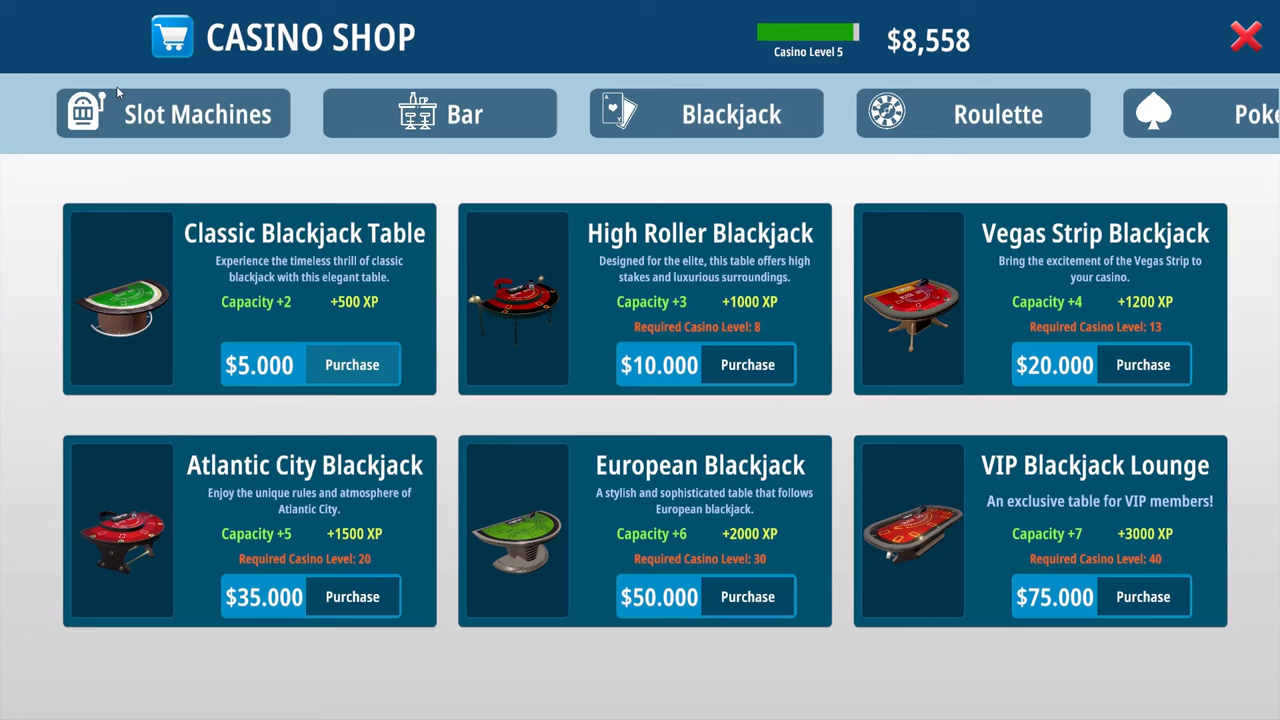 CASINO SHOP
Casino Level 5
$8,558
Slot Machines
Bar
Blackjack
Roulette
Poke
Classic Blackjack Table
Experience the timeless thrill of classic
blackjack with this elegant table.
Capacity +2 +500 XP
$5.000 Purchase
High Roller Blackjack
Designed for the elite, this table offers high
stakes and luxurious surroundings.
Capacity +3 +1000 XP
Required Casino Level: 8
$10.000 Purchase
Vegas Strip Blackjack
Bring the excitement of the Vegas Strip to
your casino.
Capacity +4 +1200 XP
Required Casino Level: 13
$20.000 Purchase
Atlantic City Blackjack
Enjoy the unique rules and atmosphere of
Atlantic City.
Capacity +5 +1500 XP
Required Casino Level: 20
$35.000 Purchase
European Blackjack
A stylish and sophisticated table that follows
European blackjack.
Capacity +6 +2000 XP
Required Casino Level: 30
$50.000 Purchase
VIP Blackjack Lounge
An exclusive table for VIP members!
Capacity +7 +3000 XP
Required Casino Level: 40
$75.000 Purchase